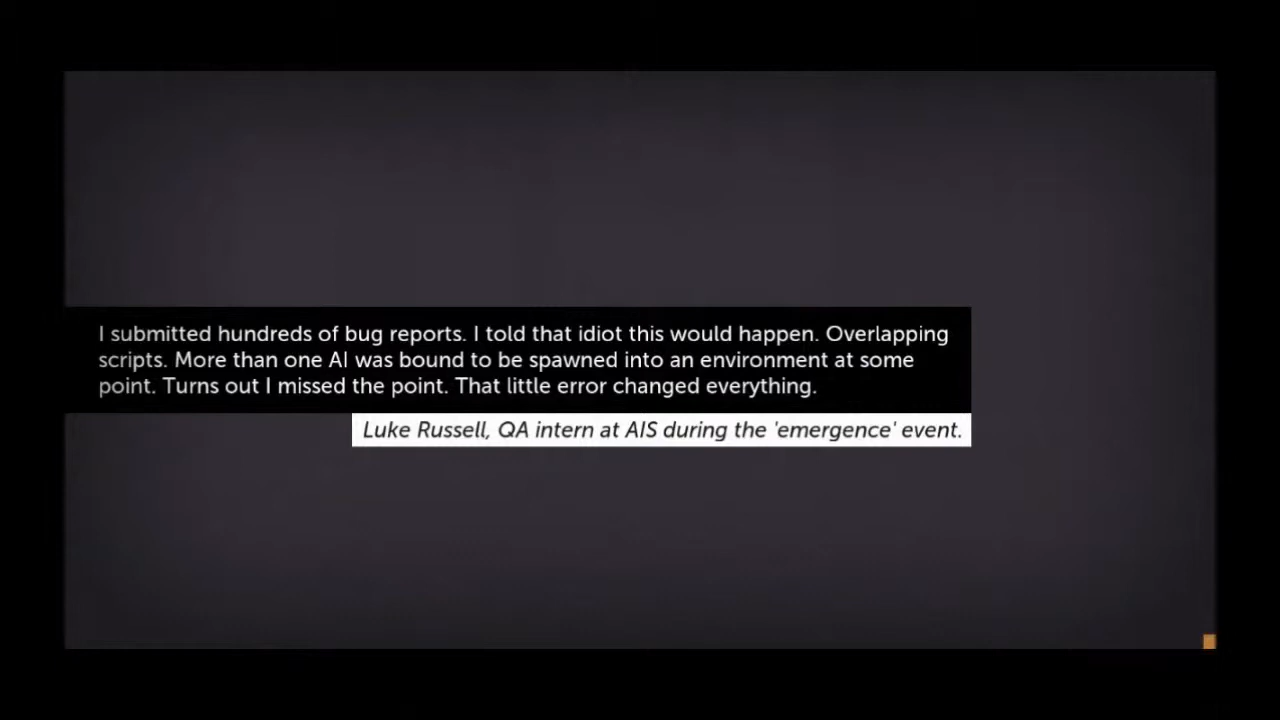 I submitted hundreds of bug reports. I told that idiot this would happen. Overlapping
scripts. More than one AI was bound to be spawned into an environment at some
point. Turns out I missed the point. That little error changed everything.
Luke Russell, QA intern at AIS during the 'emergence' event.